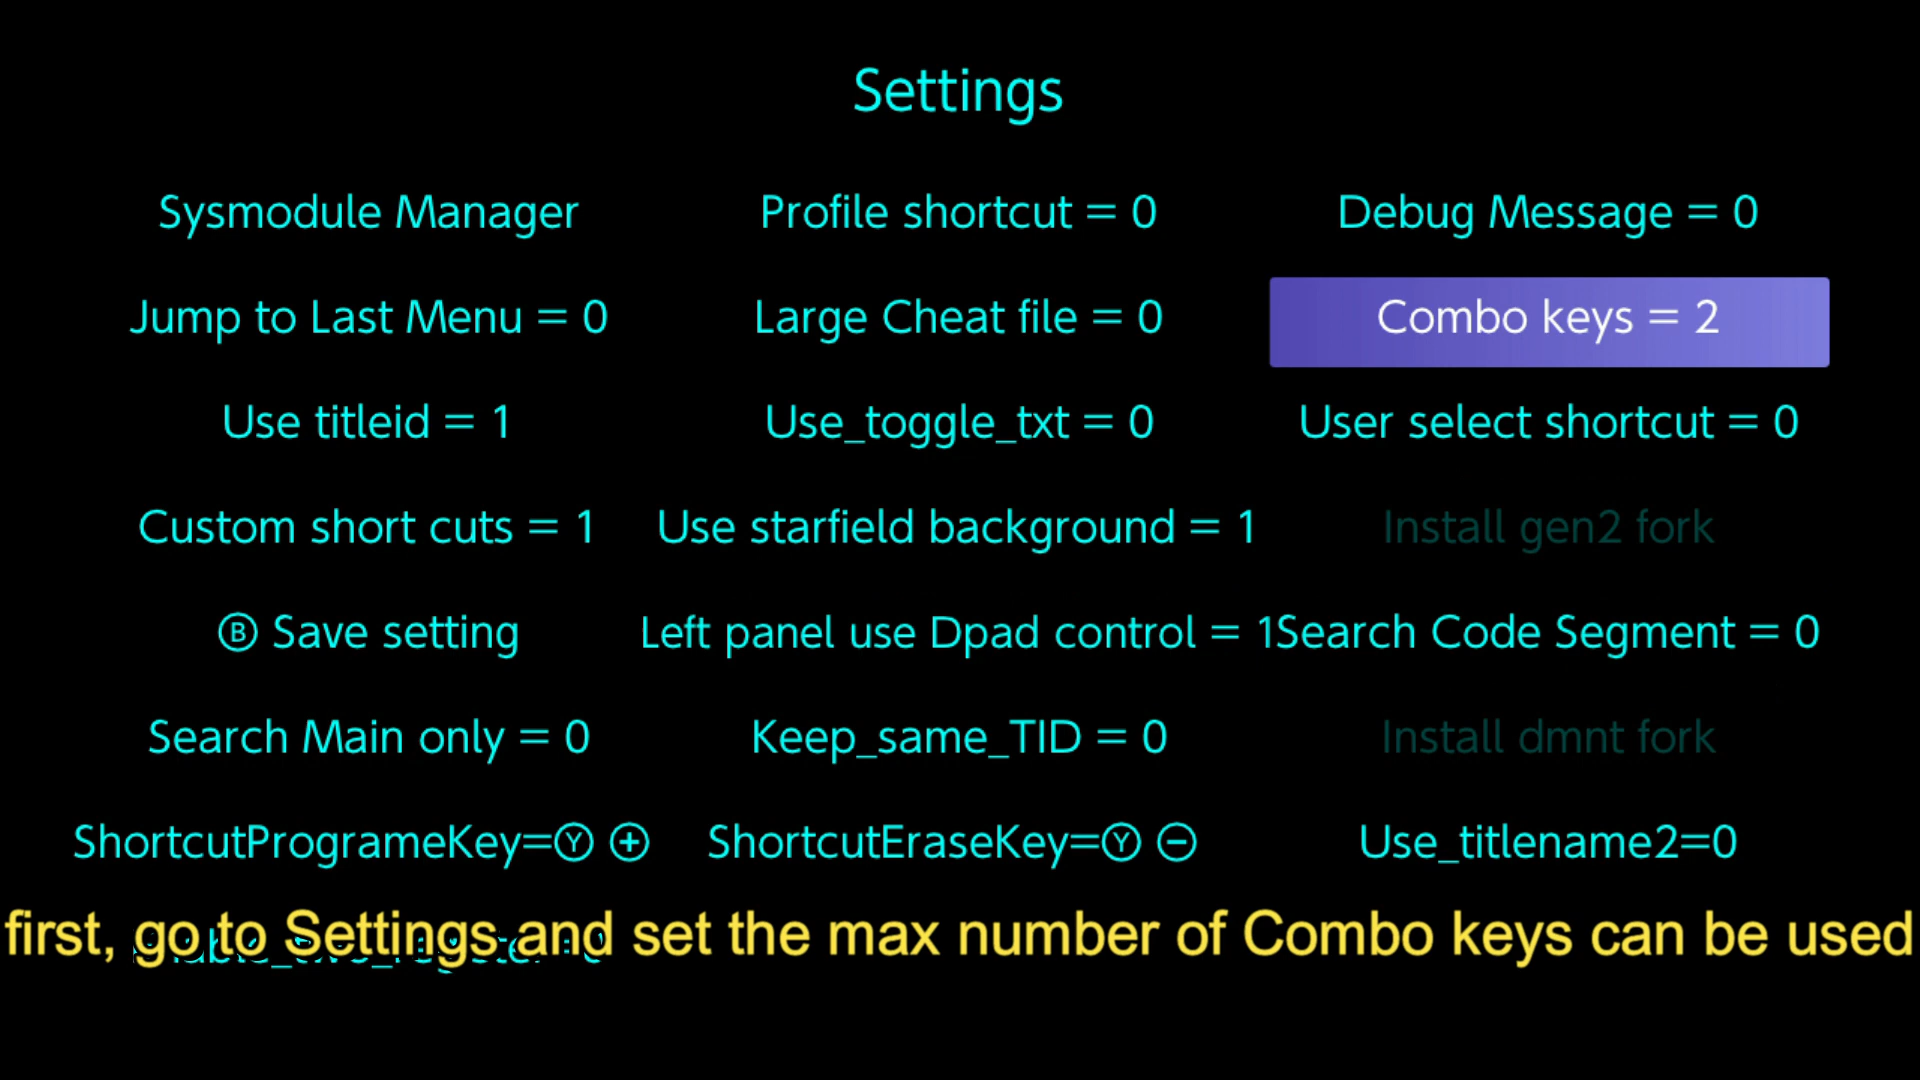 Settings
Sysmodule Manager
Profile shortcut = 0
Debug Message = 0
Jump to Last Menu = 0
Large Cheat file = 0
Combo keys = 2
Use titleid = 1
Use_toggle_txt = 0
User select shortcut = 0
Custom short cuts = 1
Use starfield background = 1
Install gen2 fork
Ⓑ Save setting
Left panel use Dpad control = 1
Search Code Segment = 0
Search Main only = 0
Keep_same_TID = 0
Install dmnt fork
ShortcutProgrameKey=Ⓨ ⊕
ShortcutEraseKey=Ⓨ ⊖
Use_titlename2=0
first, go to Settings and set the max number of Combo keys can be used